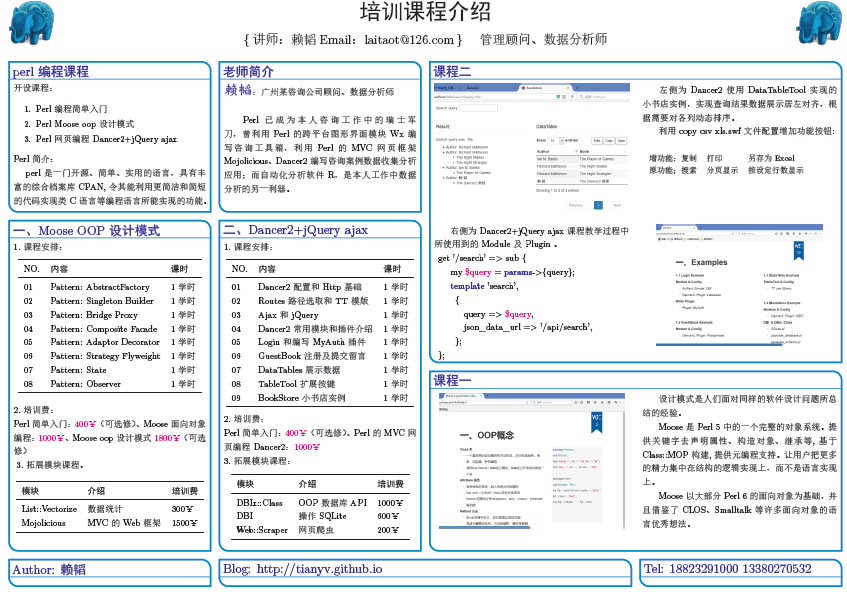 培训课程介绍
{ 讲师：赖韬 Email：laitaot@126.com } 管理顾问、数据分析师
perl 编程课程
开设课程：
1. Perl 编程简单入门
2. Perl Moose oop 设计模式
3. Perl 网页编程 Dancer2+jQuery ajax
Perl 简介：
perl 是一门开源、简单、实用的语言，具有丰
富的综合档案库 CPAN, 令其能利用更简洁和简短
的代码实现类 C 语言等编程语言所能实现的功能。
老师简介
赖韬：广州某咨询公司顾问、数据分析师
Perl 已成为本人咨询工作中的瑞士军
刀，曾利用 Perl 的跨平台图形界面模块 Wx 编
写咨询工具箱，利用 Perl 的 MVC 网页框架
Mojolicious、Dancer2 编写咨询案例数据收集分析
应用；而自动化分析软件 R，是本人工作中数据
分析的另一利器。
一、Moose OOP 设计模式
1. 课程安排：
NO. 内容 课时
01 Pattern: AbstractFactory 1 学时
02 Pattern: Singleton Builder 1 学时
03 Pattern: Bridge Proxy 1 学时
04 Pattern: Composite Facade 1 学时
05 Pattern: Adaptor Decorator 1 学时
06 Pattern: Strategy Flyweight 1 学时
07 Pattern: State 1 学时
08 Pattern: Observer 1 学时
2. 培训费：
Perl 简单入门：400￥（可选修）、Moose 面向对象
编程：1000￥、Moose oop 设计模式 1800￥（可选
修）
3. 拓展模块课程。
模块 介绍 培训费
List::Vectorize 数据统计 300￥
Mojolicious MVC 的 Web 框架 1500￥
二、Dancer2+jQuery ajax
1. 课程安排：
NO. 内容 课时
01 Dancer2 配置和 Http 基础 1 学时
02 Routes 路径选取和 TT 模版 1 学时
03 Ajax 和 jQuery 1 学时
04 Dancer2 常用模块和插件介绍 1 学时
05 Login 和编写 MyAuth 插件 1 学时
06 GuestBook 注册及提交留言 1 学时
07 DataTables 展示数据 1 学时
08 TableTool 扩展按键 1 学时
09 BookStore 小书店实例 1 学时
2. 培训费：
Perl 简单入门：400￥（可选修）、Perl 的 MVC 网
页编程 Dancer2：1000￥
3. 拓展模块课程：
模块 介绍 培训费
DBIx::Class OOP 数据库 API 1000￥
DBI 操作 SQLite 600￥
Web::Scraper 网页爬虫 200￥
课程二
Result:
DataTable:
左侧为 Dancer2 使用 DataTableTool 实现的
小书店实例，实现查询结果数据展示居左对齐，根
据需要对各列动态排序。
利用 copy csv xls.swf 文件配置增加功能按钮：
增功能： 复制 打印 另存为 Excel
原功能： 搜索 分页显示 按设定行数显示
右侧为 Dancer2+jQuery ajax 课程教学过程中
所使用到的 Module 及 Plugin 。
get '/search' => sub {
my $query = params->{query};
template 'search',
{
query => $query,
json_data_url => '/api/search',
};
};
一、Examples
课程一
一、OOP概念
设计模式是人们面对同样的软件设计问题所总
结的经验。
Moose 是 Perl 5 中的一个完整的对象系统。提
供关键字去声明属性、构造对象、继承等, 基于
Class::MOP 构建, 提供元编程支持。让用户把更多
的精力集中在结构的逻辑实现上，而不是语言实现
上。
Moose 以大部分 Perl 6 的面向对象为基础，并
且借鉴了 CLOS、Smalltalk 等许多面向对象的语
言优秀想法。
Author: 赖韬
Blog: http://tianyv.github.io
Tel: 18823291000 13380270532